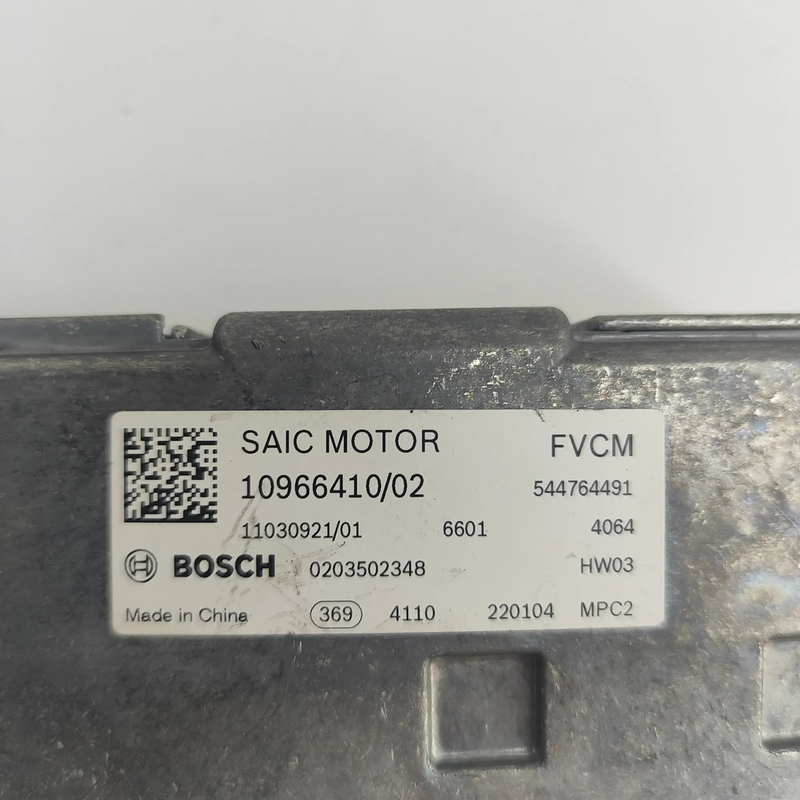 SAIC MOTOR FVCM
10966410/02 544764491
11030921/01 6601 4064
BOSCH 0203502348 HW03
Made in China 369 4110 220104 MPC2